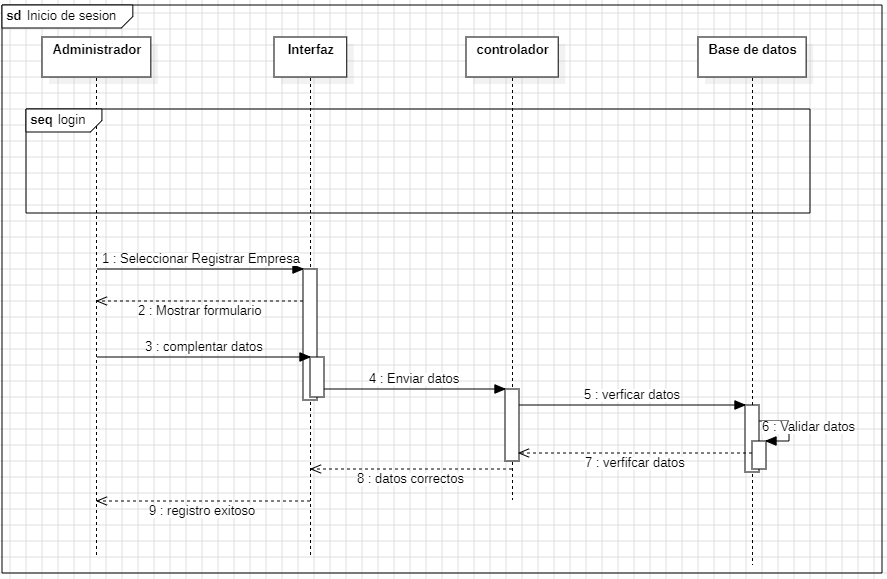 sd Inicio de sesion
Administrador
Interfaz
controlador
Base de datos
seq login
1 : Seleccionar Registrar Empresa
2 : Mostrar formulario
3 : complentar datos
4 : Enviar datos
5 : verficar datos
6 : Validar datos
7 : verfifcar datos
8 : datos correctos
9 : registro exitoso